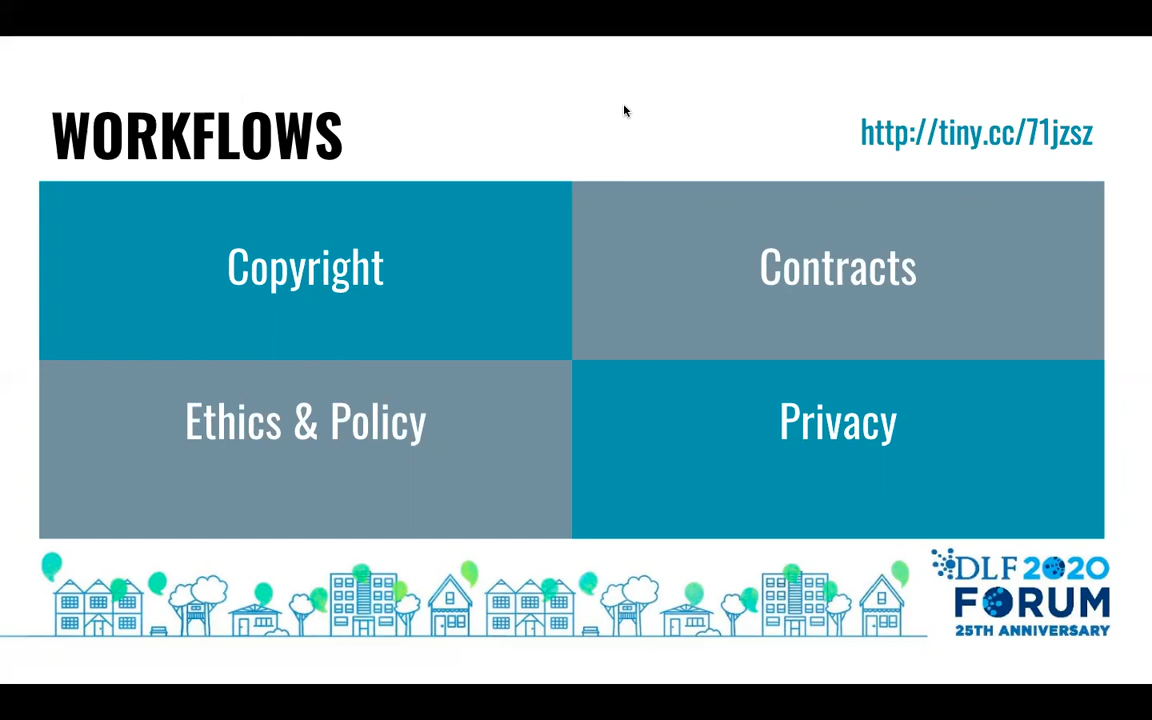 WORKFLOWS
http://tiny.cc/71jzsz
Copyright
Contracts
Ethics & Policy
Privacy
DLF 2020
FORUM
25TH ANNIVERSARY